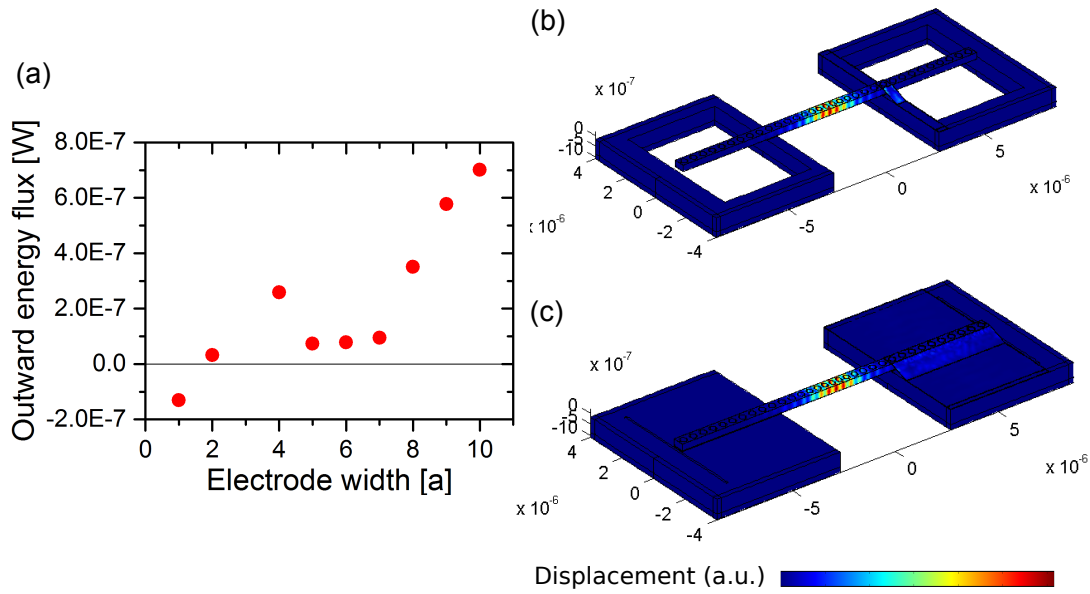 (a)
8.0E-7
6.0E-7
4.0E-7
2.0E-7
0.0
-2.0E-7
0 2 4 6 8 10
Outward energy flux [W]
Electrode width [a]
(b)
x 10⁻⁷
0
-5
-10
4
2
0
-2
-4
x 10⁻⁶
-5
0
5
x 10⁻⁶
(c)
x 10⁻⁷
0
-5
-10
4
2
0
-2
-4
x 10⁻⁶
-5
0
5
x 10⁻⁶
Displacement (a.u.)